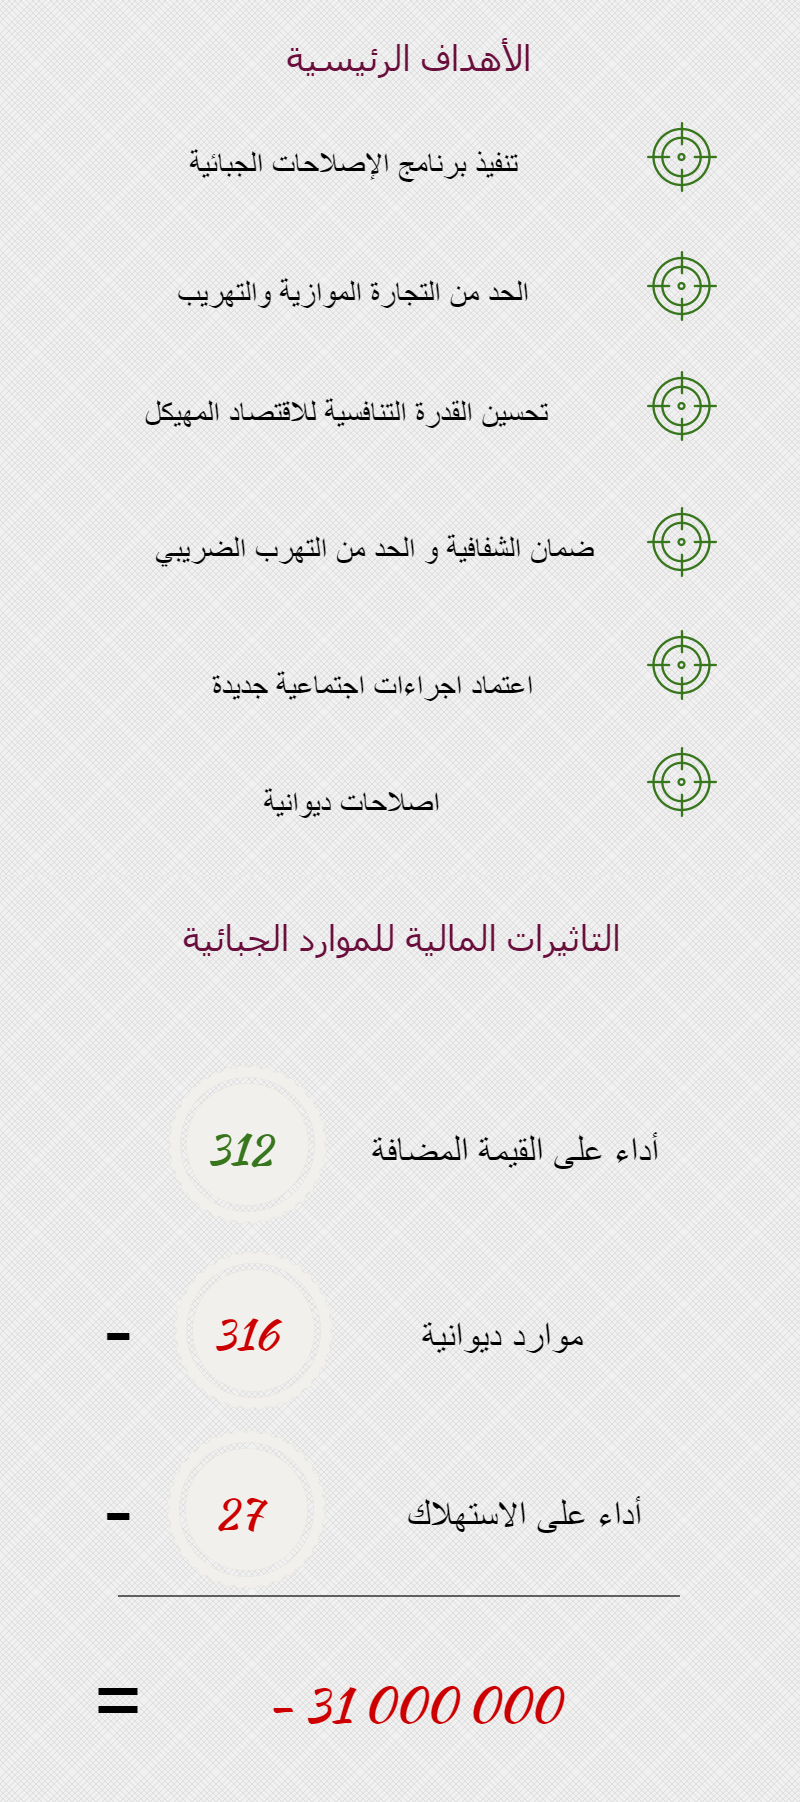 الأهداف الرئيسية
تنفيذ برنامج الإصلاحات الجبائية
الحد من التجارة الموازية والتهريب
تحسين القدرة التنافسية للاقتصاد المهيكل
ضمان الشفافية و الحد من التهرب الضريبي
اعتماد اجراءات اجتماعية جديدة
اصلاحات ديوانية
التاثيرات المالية للموارد الجبائية
أداء على القيمة المضافة 312
موارد ديوانية 316 -
أداء على الاستهلاك 27 -
= - 31 000 000